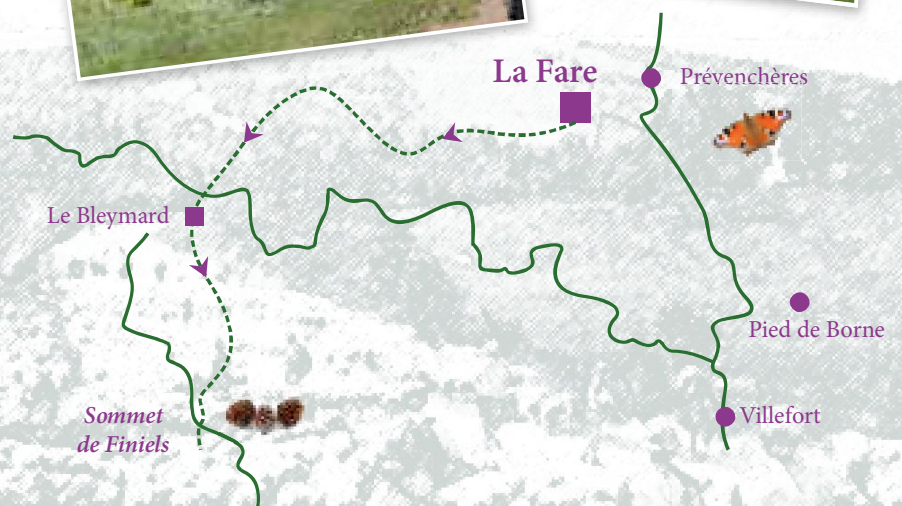 La Fare
Prévenchères
Le Bleymard
Pied de Borne
Sommet
de Finiels
Villefort